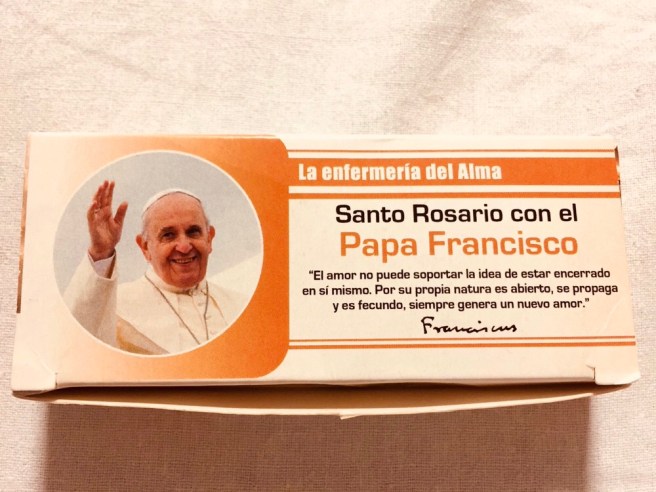 La enfermería del Alma
Santo Rosario con el
Papa Francisco
“El amor no puede soportar la idea de estar encerrado
en sí mismo. Por su propia natura es abierto, se propaga
y es fecundo, siempre genera un nuevo amor.”
Franciscus